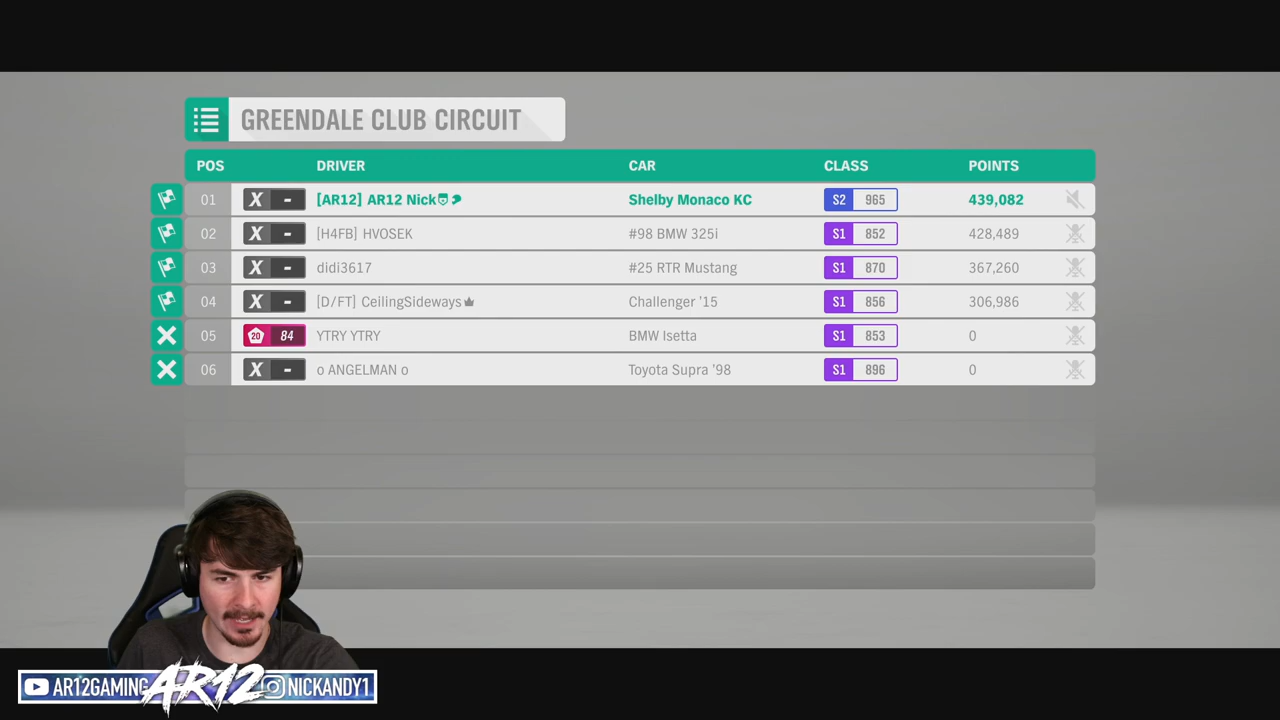 GREENDALE CLUB CIRCUIT
POS DRIVER CAR CLASS POINTS
01 X - [AR12] AR12 Nick Shelby Monaco KC S2 965 439,082
02 X - [H4FB] HVOSEK #98 BMW 325i S1 852 428,489
03 X - didi3617 #25 RTR Mustang S1 870 367,260
04 X - [D/FT] CeilingSideways Challenger '15 S1 856 306,986
05 20 84 YTRY YTRY BMW Isetta S1 853 0
06 X - o ANGELMAN o Toyota Supra '98 S1 896 0
AR12GAMING AR12 NICKANDY1